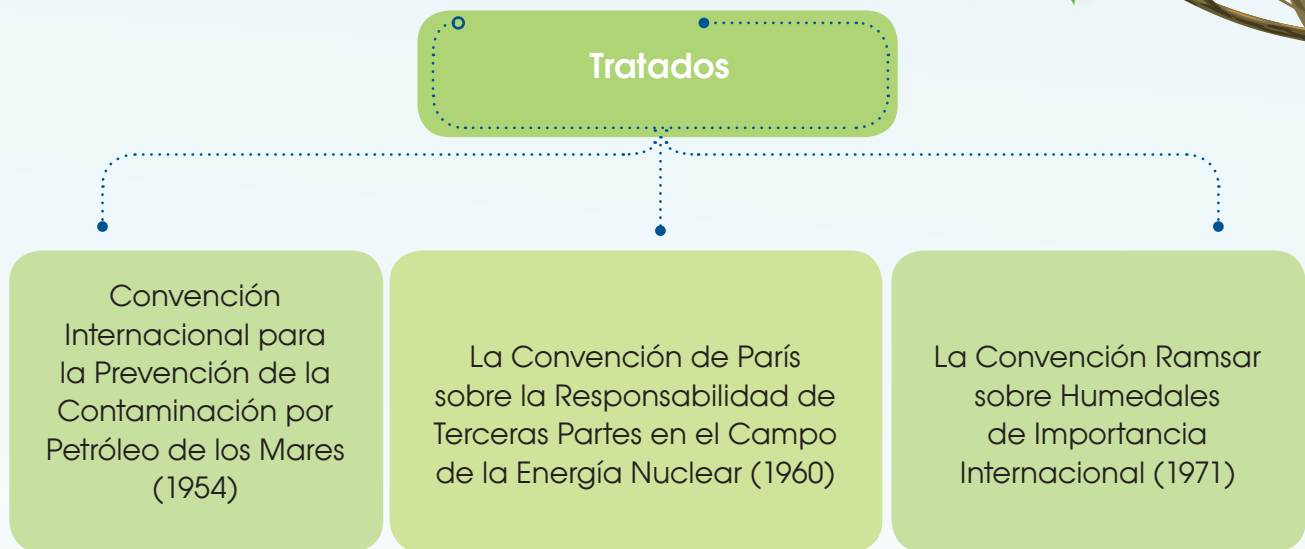 Tratados
Convención
Internacional para
la Prevención de la
Contaminación por
Petróleo de los Mares
(1954)
La Convención de París
sobre la Responsabilidad de
Terceras Partes en el Campo
de la Energía Nuclear (1960)
La Convención Ramsar
sobre Humedales
de Importancia
Internacional (1971)